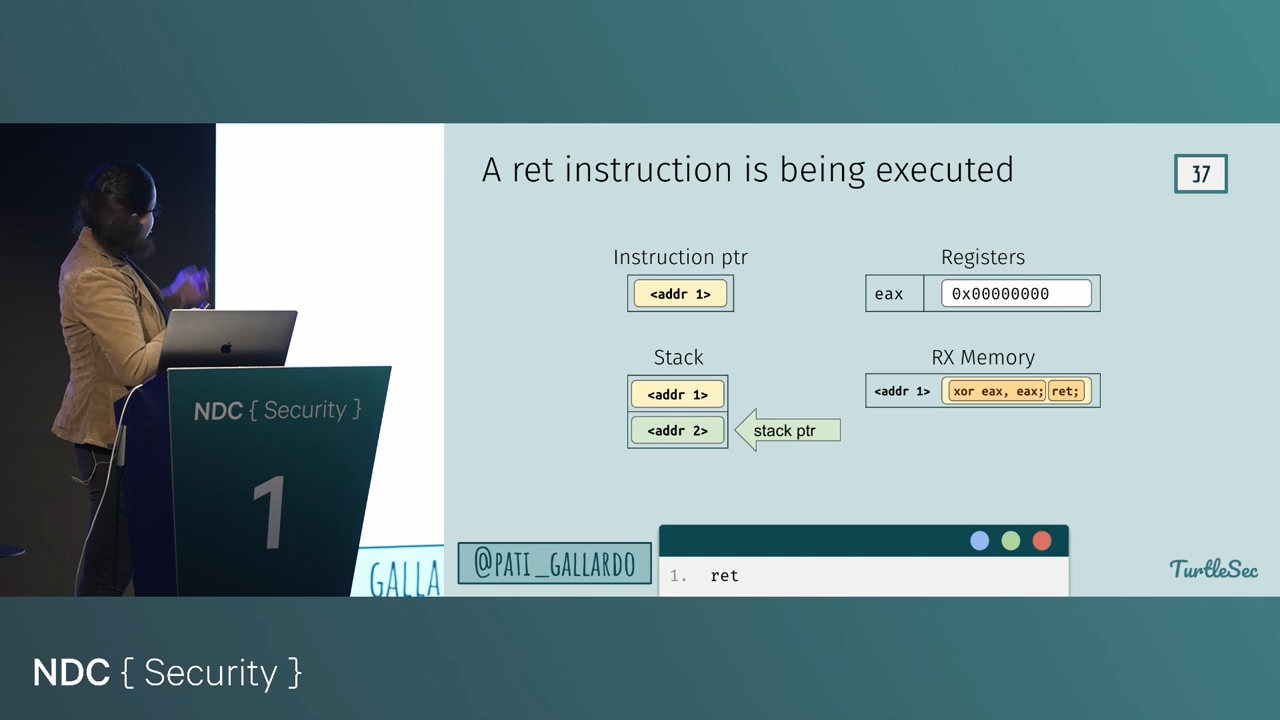 A ret instruction is being executed
37
Instruction ptr
<addr 1>
Registers
eax
0x00000000
Stack
<addr 1>
<addr 2>
stack ptr
RX Memory
<addr 1>
xor eax, eax;
ret;
NDC { Security }
1
GALLA
@PATI_GALLARDO
1. ret
TurtleSec
NDC { Security }